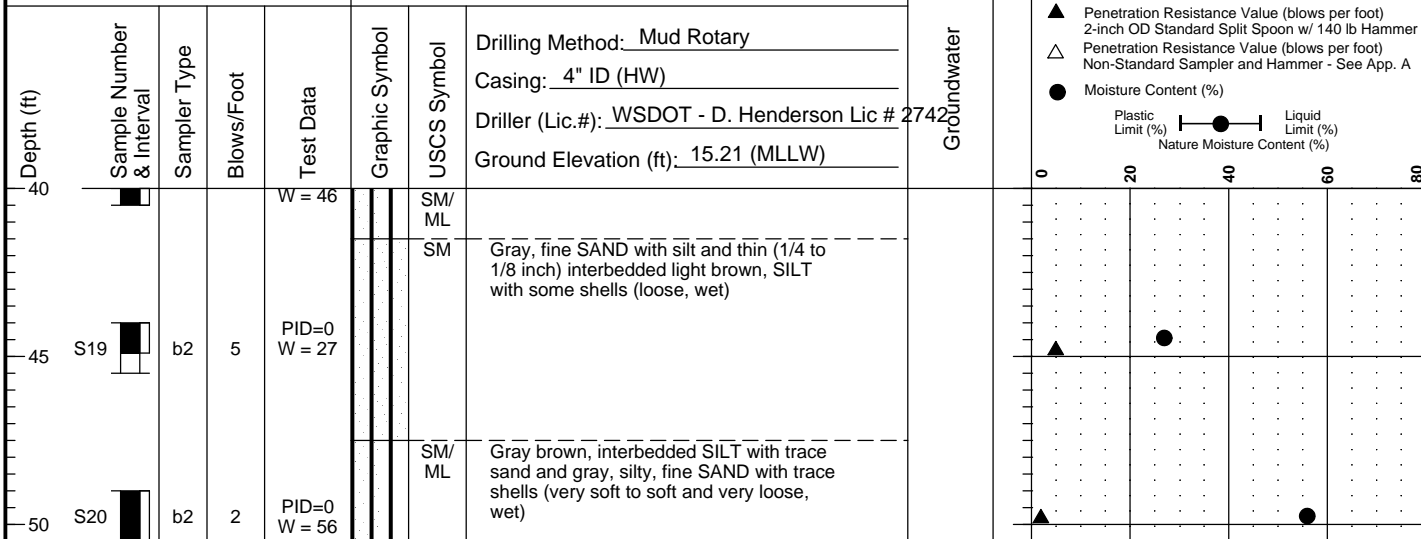 Depth (ft)
Sample Number
& Interval
Sampler Type
Blows/Foot
Test Data
Graphic Symbol
USCS Symbol
Drilling Method: Mud Rotary
Casing: 4" ID (HW)
Driller (Lic.#): WSDOT - D. Henderson Lic # 2742
Ground Elevation (ft): 15.21 (MLLW)
Groundwater
Penetration Resistance Value (blows per foot)
2-inch OD Standard Split Spoon w/ 140 lb Hammer
Penetration Resistance Value (blows per foot)
Non-Standard Sampler and Hammer - See App. A
Moisture Content (%)
Plastic
Limit (%)
Liquid
Limit (%)
Nature Moisture Content (%)
0 20 40 60 80
40
W = 46
SM/
ML
SM
Gray, fine SAND with silt and thin (1/4 to
1/8 inch) interbedded light brown, SILT
with some shells (loose, wet)
45
S19
b2
5
PID=0
W = 27
SM/
ML
Gray brown, interbedded SILT with trace
sand and gray, silty, fine SAND with trace
shells (very soft to soft and very loose,
wet)
50
S20
b2
2
PID=0
W = 56